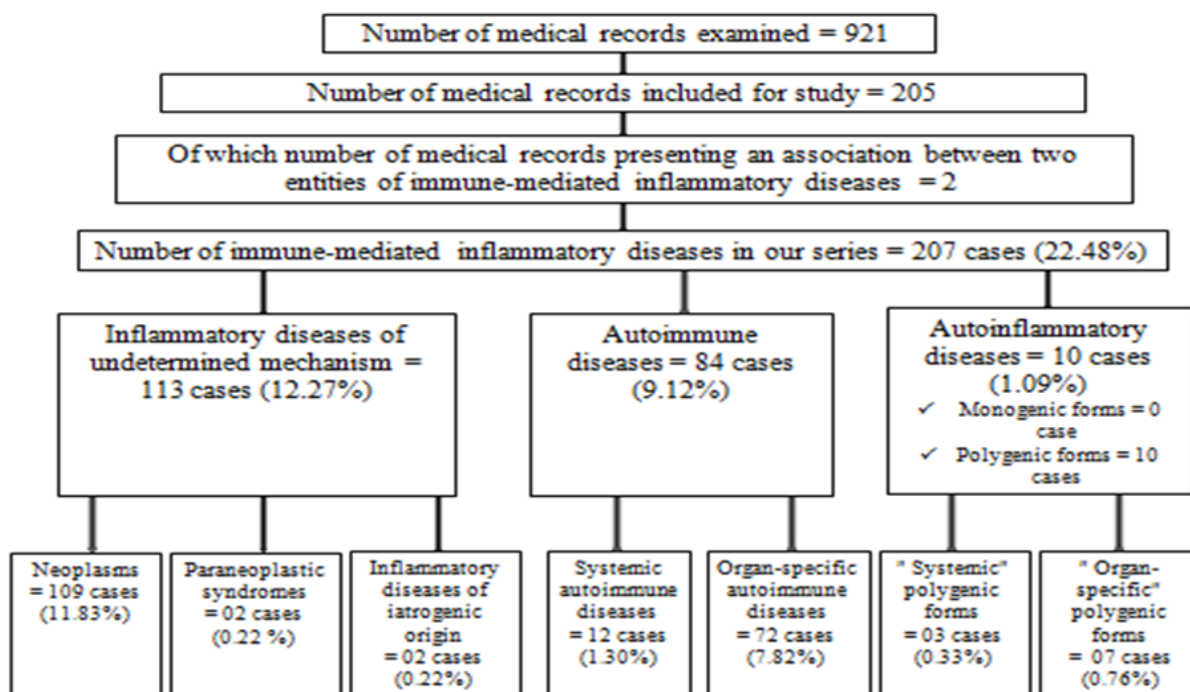 Number of medical records examined = 921
Number of medical records included for study = 205
Of which number of medical records presenting an association between two
entities of immune-mediated inflammatory diseases = 2
Number of immune-mediated inflammatory diseases in our series = 207 cases (22.48%)
Inflammatory diseases of
undetermined mechanism =
113 cases (12.27%)
Autoimmune
diseases = 84 cases
(9.12%)
Autoinflammatory
diseases = 10 cases
(1.09%)
✓ Monogenic forms = 0
case
✓ Polygenic forms = 10
cases
Neoplasms
= 109 cases
(11.83%)
Paraneoplastic
syndromes
= 02 cases
(0.22 %)
Inflammatory
diseases of
iatrogenic
origin
= 02 cases
(0.22%)
Systemic
autoimmune
diseases
= 12 cases
(1.30%)
Organ-specific
autoimmune
diseases
= 72 cases
(7.82%)
" Systemic"
polygenic
forms
= 03 cases
(0.33%)
" Organ-
specific"
polygenic
forms
= 07 cases
(0.76%)